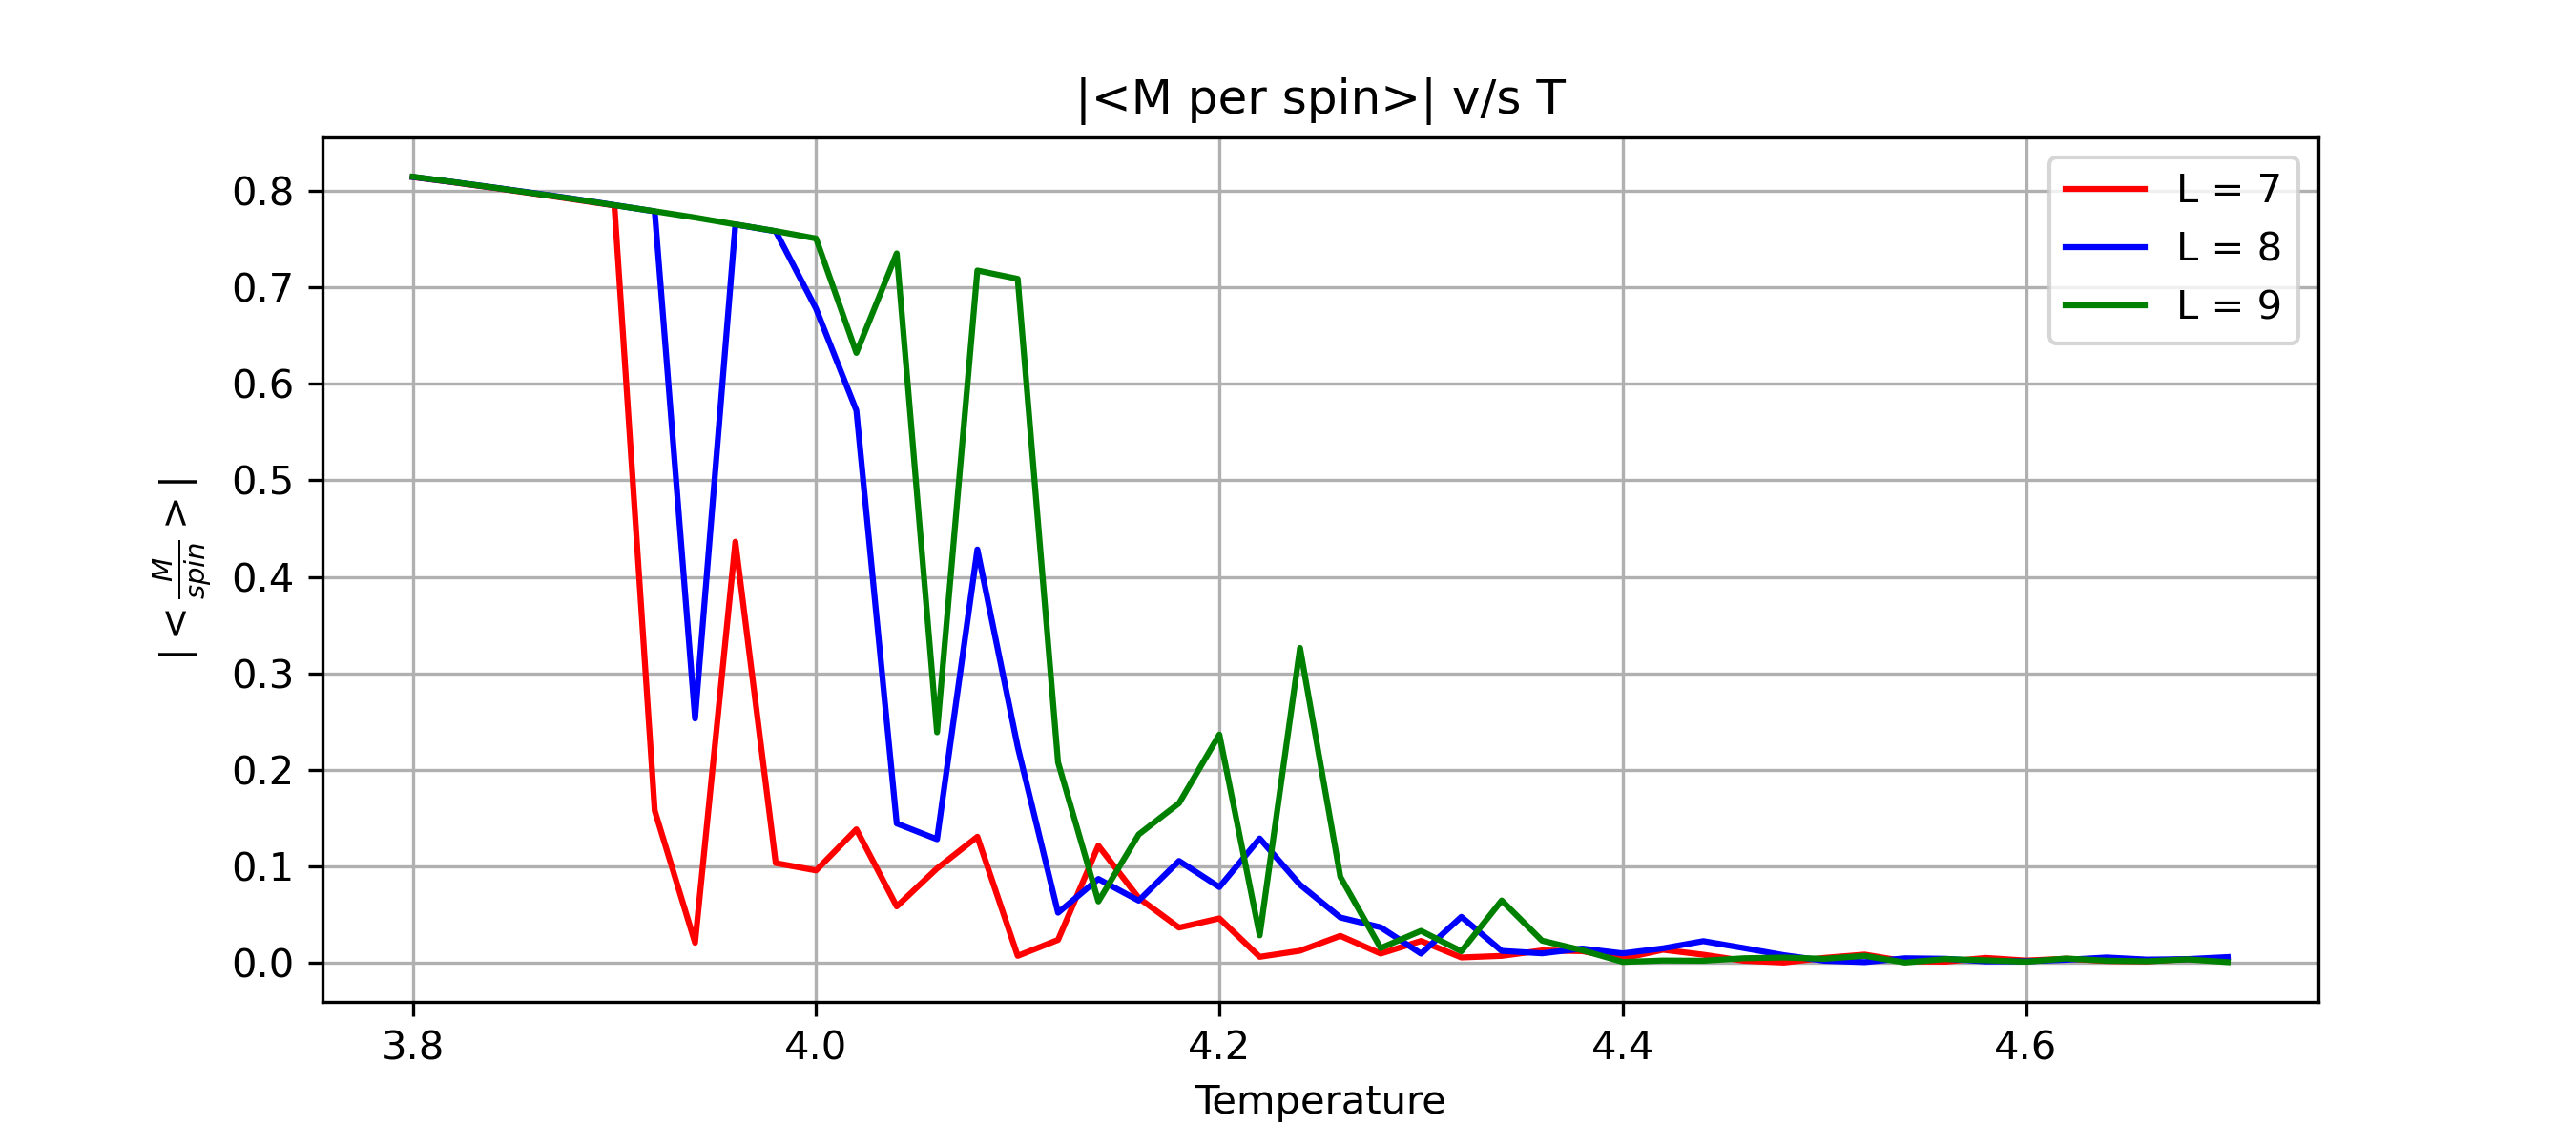 |<M per spin>| v/s T
L = 7
L = 8
L = 9
|< M/spin >|
0.8
0.7
0.6
0.5
0.4
0.3
0.2
0.1
0.0
3.8 4.0 4.2 4.4 4.6
Temperature